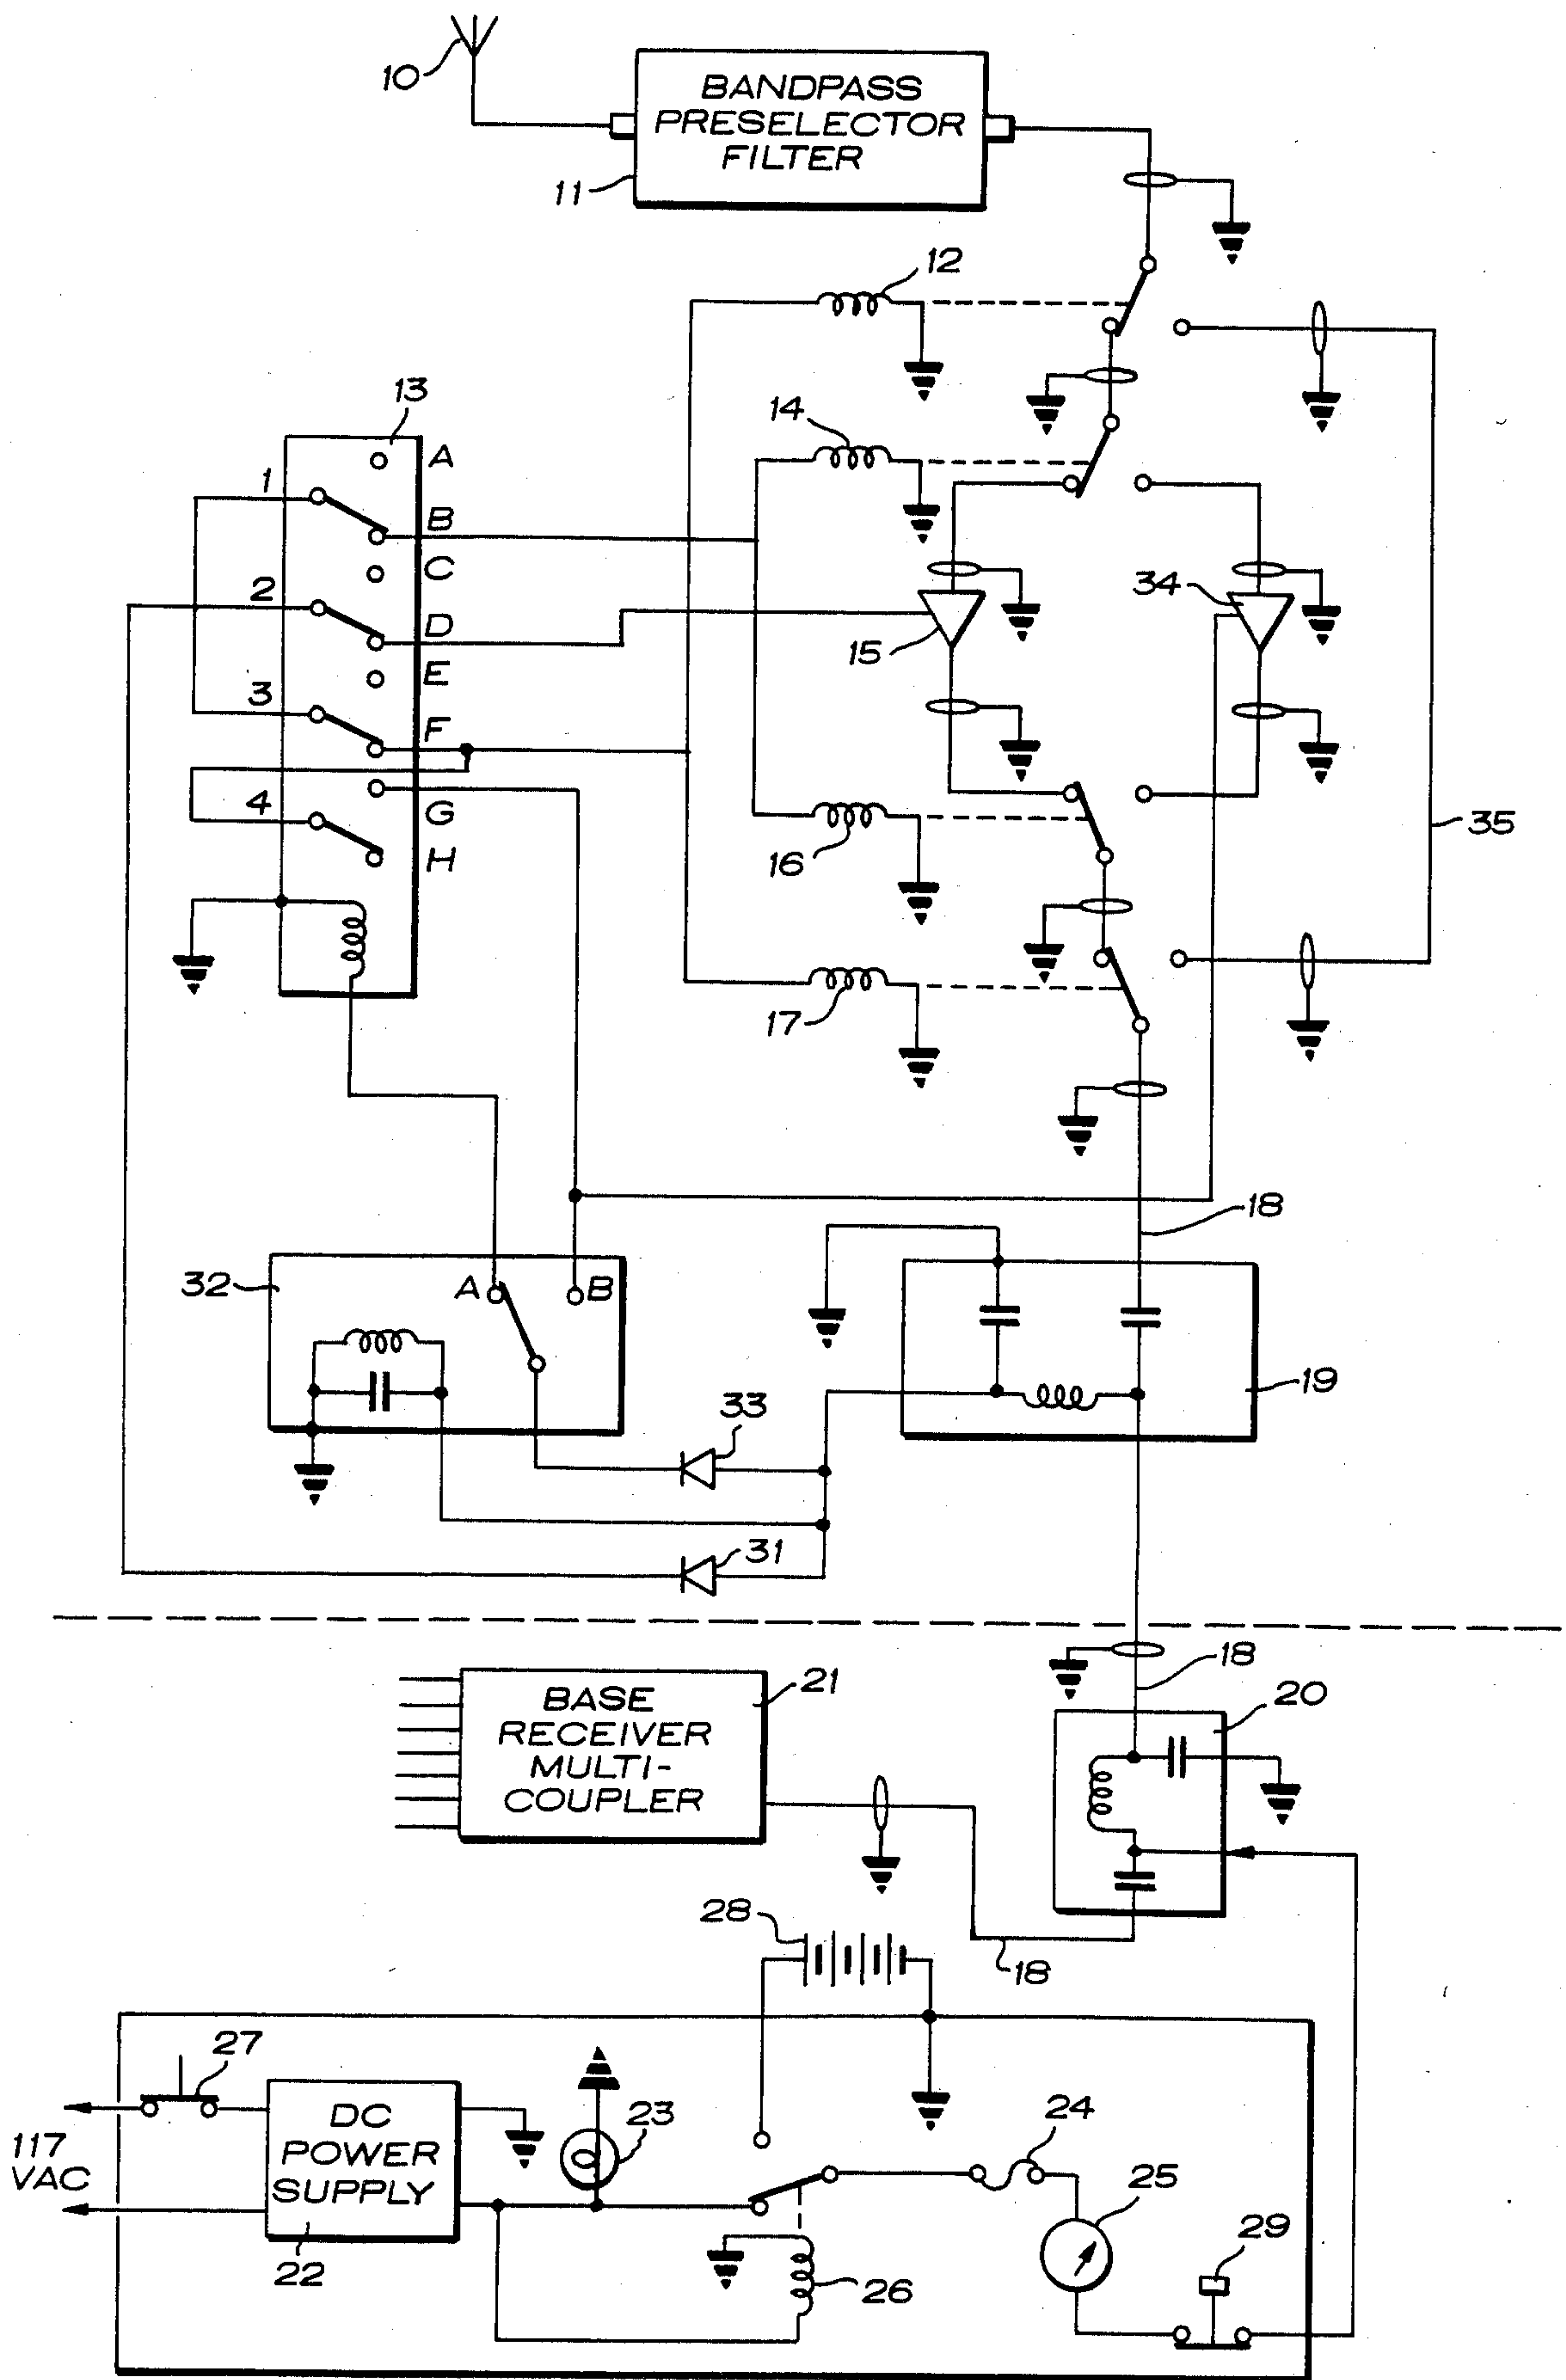 10
BANDPASS
PRESELECTOR
FILTER
11
12
13
14
A
1
B
C
2
D
34
15
E
3
F
G
4
H
35
16
17
18
32
A
B
19
33
31
18
21
20
BASE
RECEIVER
MULTI-
COUPLER
28
18
27
23
24
117
VAC
DC
POWER
SUPPLY
25
29
22
26